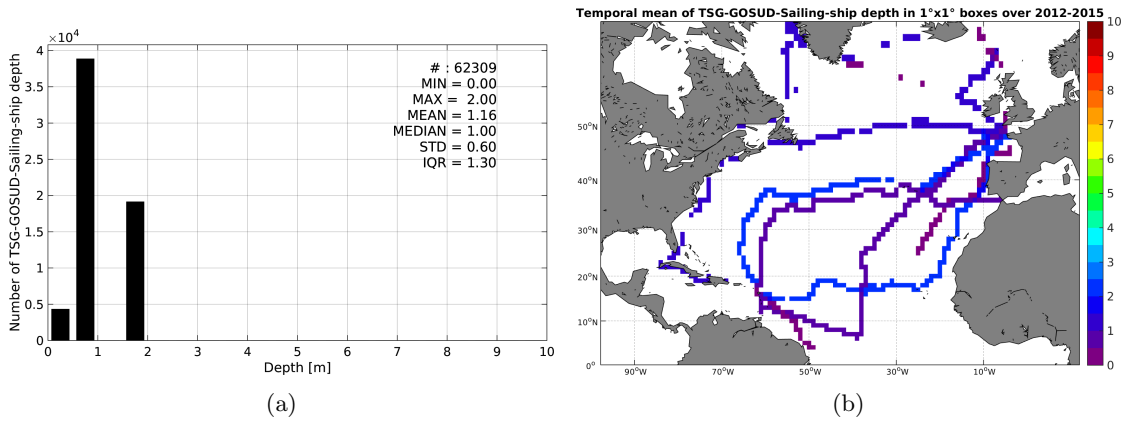 ×10⁴
4
3.5
3
2.5
2
1.5
1
0.5
0
Number of TSG-GOSUD-Sailing-ship depth
# : 62309
MIN = 0.00
MAX = 2.00
MEAN = 1.16
MEDIAN = 1.00
STD = 0.60
IQR = 1.30
0 1 2 3 4 5 6 7 8 9 10
Depth [m]
(a)
Temporal mean of TSG-GOSUD-Sailing-ship depth in 1°x1° boxes over 2012-2015
50°N
40°N
30°N
20°N
10°N
0°
90°W 70°W 50°W 30°W 10°W
10
9
8
7
6
5
4
3
2
1
0
(b)